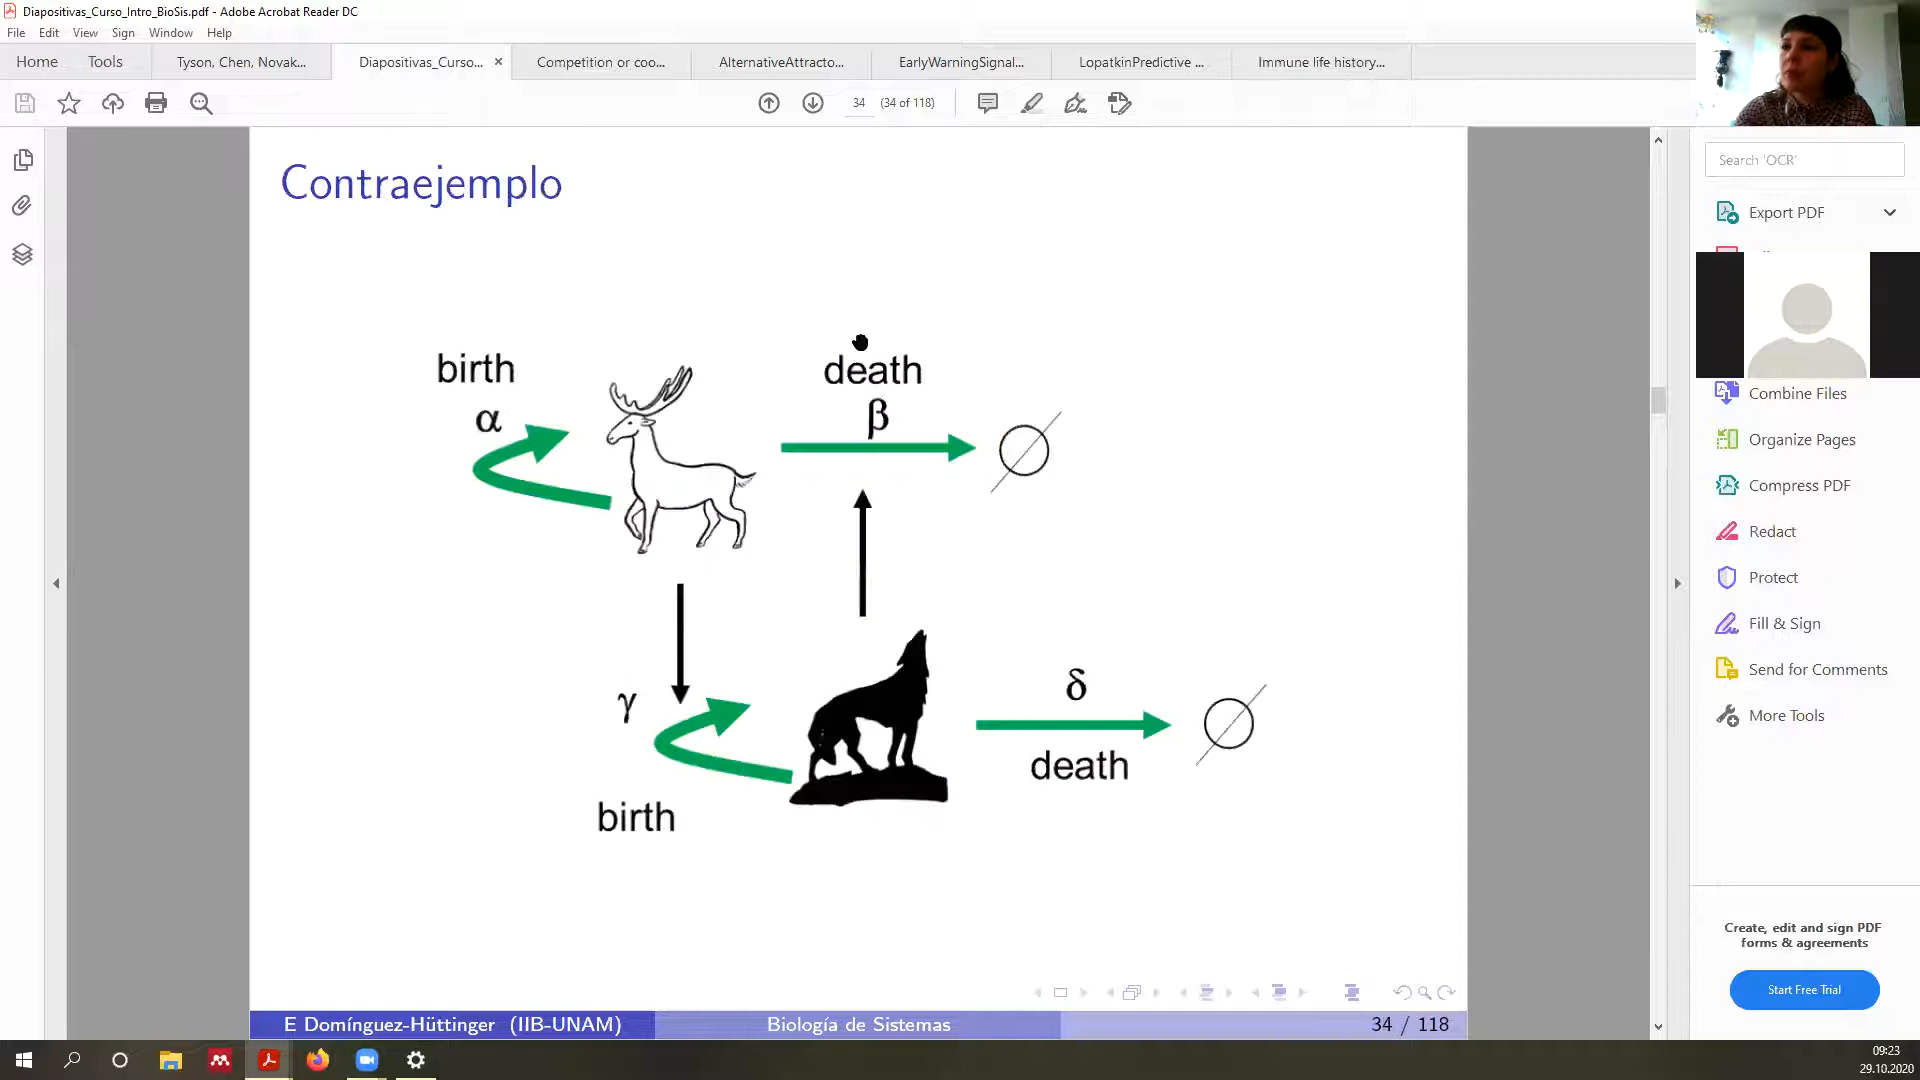 Diapositivas_Curso_Intro_BioSis.pdf - Adobe Acrobat Reader DC
File Edit View Sign Window Help
Home Tools Tyson, Chen, Novak... Diapositivas_Curso... × Competition or coo... AlternativeAttracto... EarlyWarningSignal... LopatkinPredictive ... Immune life history...
34 (34 of 118)
Search 'OCR'
Export PDF
Combine Files
Organize Pages
Compress PDF
Redact
Protect
Fill & Sign
Send for Comments
More Tools
Create, edit and sign PDF
forms & agreements
Start Free Trial
Contraejemplo
birth
α
death
β
γ
birth
δ
death
E Domínguez-Hüttinger (IIB-UNAM) Biología de Sistemas 34 / 118
09:23
29.10.2020